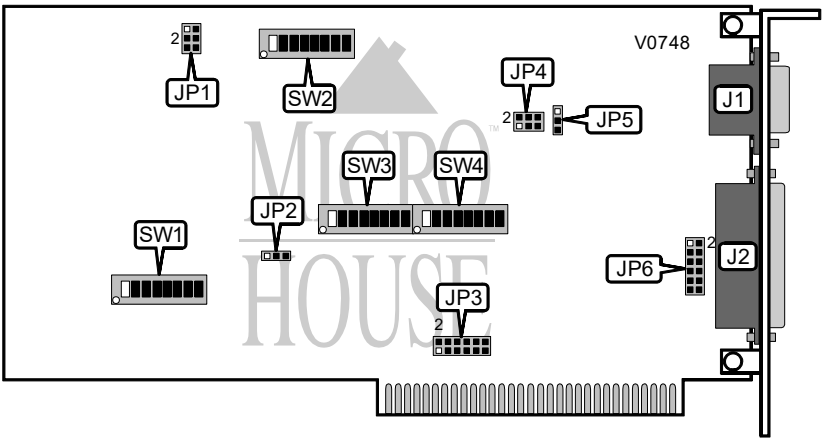 V0748
2
JP1
SW2
JP4
2
JP5
J1
MICRO
™
SW3
SW4
JP2
SW1
HOUSE
2
JP6
J2
JP3
2